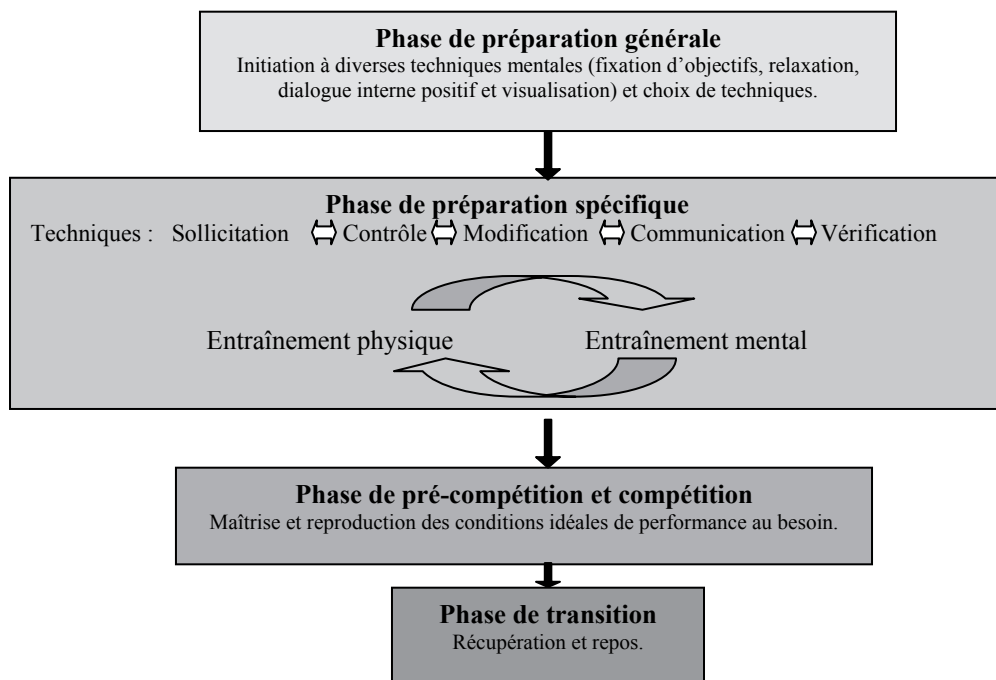 Phase de préparation générale
Initiation à diverses techniques mentales (fixation d’objectifs, relaxation,
dialogue interne positif et visualisation) et choix de techniques.
Phase de préparation spécifique
Techniques : Sollicitation Contrôle Modification Communication Vérification
Entraînement physique Entraînement mental
Phase de pré-compétition et compétition
Maîtrise et reproduction des conditions idéales de performance au besoin.
Phase de transition
Récupération et repos.